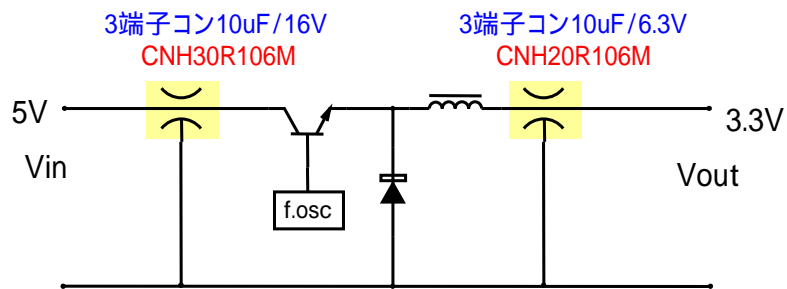 3端子コン10uF/16V
CNH30R106M
3端子コン10uF/6.3V
CNH20R106M
5V
Vin
f.osc
3.3V
Vout